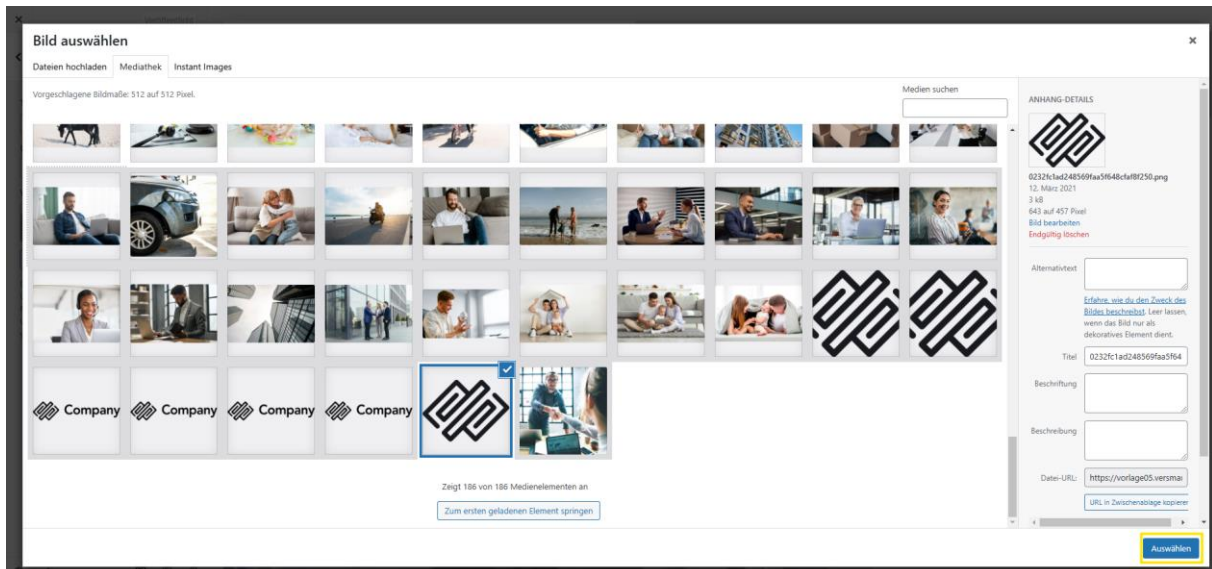 Bild auswählen
Dateien hochladen Mediathek Instant Images
Vorgeschlagene Bildmaße: 512 auf 512 Pixel.
Medien suchen
Company Company Company Company
Zeigt 186 von 186 Medienelementen an
Zum ersten geladenen Element springen
ANHANG-DETAILS
0232fc1ad248569faa5f648cfaf8f250.png
12. März 2021
3 kB
643 auf 457 Pixel
Bild bearbeiten
Endgültig löschen
Alternativtext
Erfahre, wie du den Zweck des
Bildes beschreibst. Leer lassen,
wenn das Bild nur als
dekoratives Element dient.
Titel 0232fc1ad248569faa5f64
Beschriftung
Beschreibung
Datei-URL: https://vorlage05.versmar
URL in Zwischenablage kopieren
Auswählen